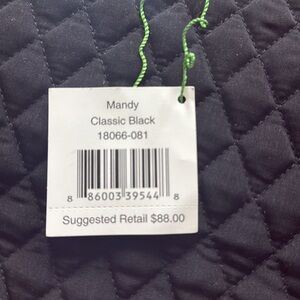 Mandy
Classic Black
18066-081
8 86003 39544 8
Suggested Retail $88.00